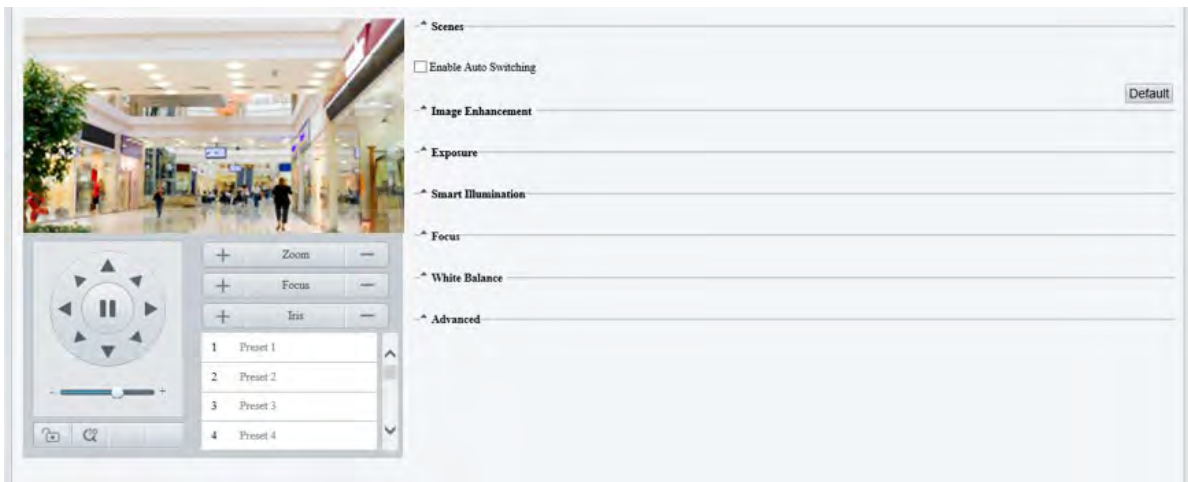 Scenes
Enable Auto Switching
Default
Image Enhancement
Exposure
Smart Illumination
Focus
White Balance
Advanced
+ Zoom −
+ Focus −
+ Iris −
1 Preset 1
2 Preset 2
3 Preset 3
4 Preset 4
- +